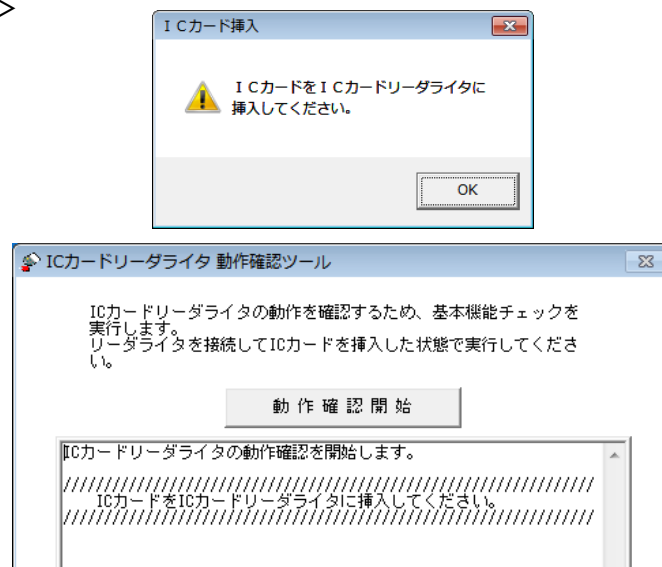 >
ICカード挿入
ICカードをICカードリーダライタに
挿入してください。
OK
ICカードリーダライタ 動作確認ツール
ICカードリーダライタの動作を確認するため、基本機能チェックを
実行します。
リーダライタを接続してICカードを挿入した状態で実行してくださ
い。
動作確認開始
ICカードリーダライタの動作確認を開始します。
//////////////////////////////////////////////////////////////////
ICカードをICカードリーダライタに挿入してください。
//////////////////////////////////////////////////////////////////